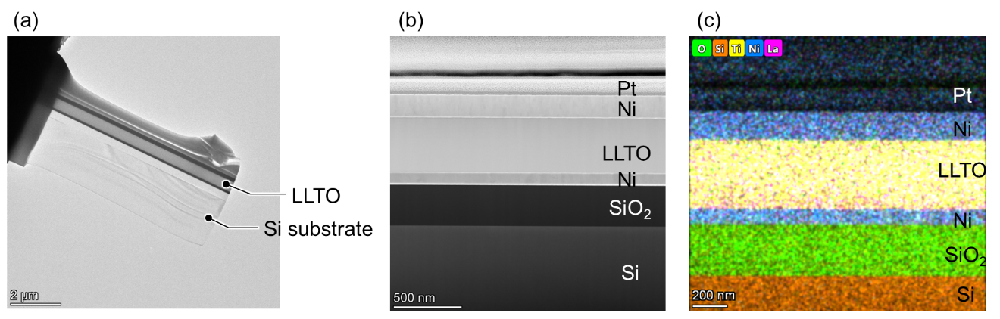 (a)
LLTO
Si substrate
2 μm
(b)
Pt
Ni
LLTO
Ni
SiO₂
Si
500 nm
(c)
O Si Ti Ni La
Pt
Ni
LLTO
Ni
SiO₂
Si
200 nm